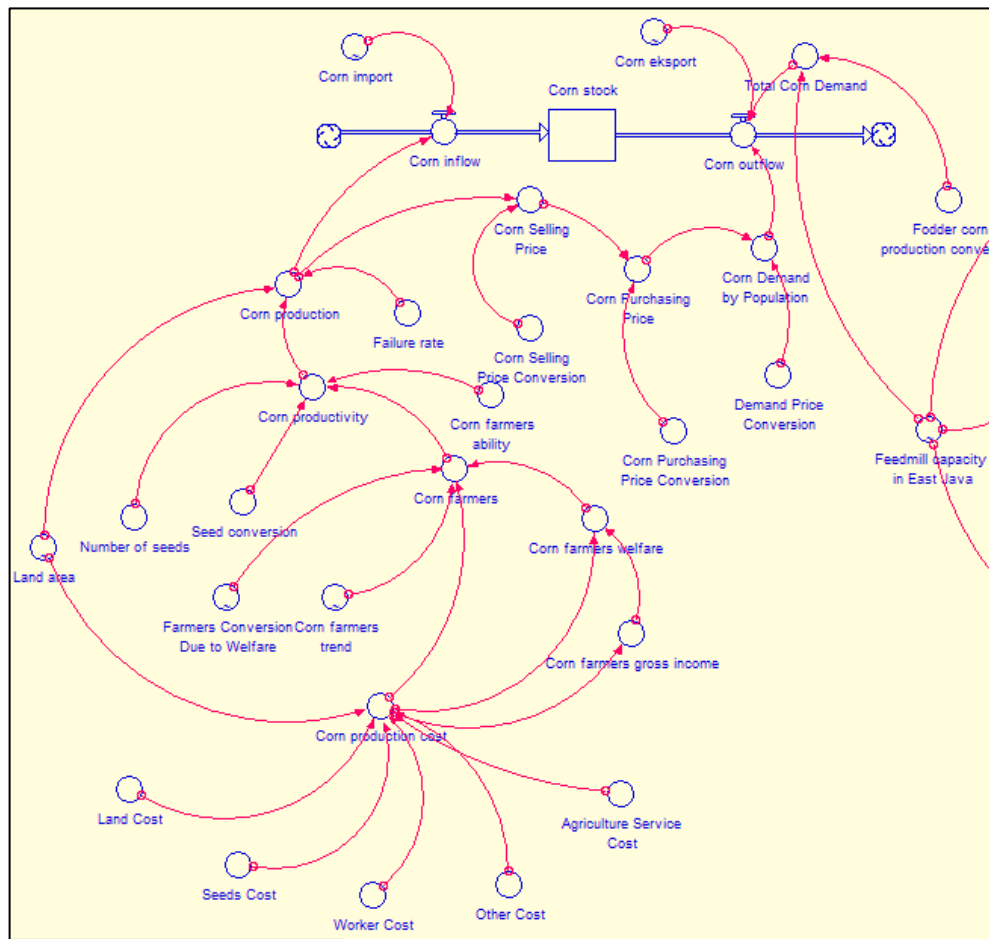 Corn import
Corn eksport
Total Corn Demand
Corn stock
Corn inflow
Corn outflow
Corn Selling
Price
Fodder corn
production conve
Corn Purchasing
Price
Corn Demand
by Population
Corn production
Failure rate
Corn Selling
Price Conversion
Corn productivity
Corn farmers
ability
Demand Price
Conversion
Corn Purchasing
Price Conversion
Feedmill capacity
in East Java
Corn farmers
Number of seeds
Seed conversion
Corn farmers welfare
Land area
Farmers Conversion
Due to Welfare
Corn farmers
trend
Corn farmers gross income
Corn production cost
Land Cost
Agriculture Service
Cost
Seeds Cost
Worker Cost
Other Cost